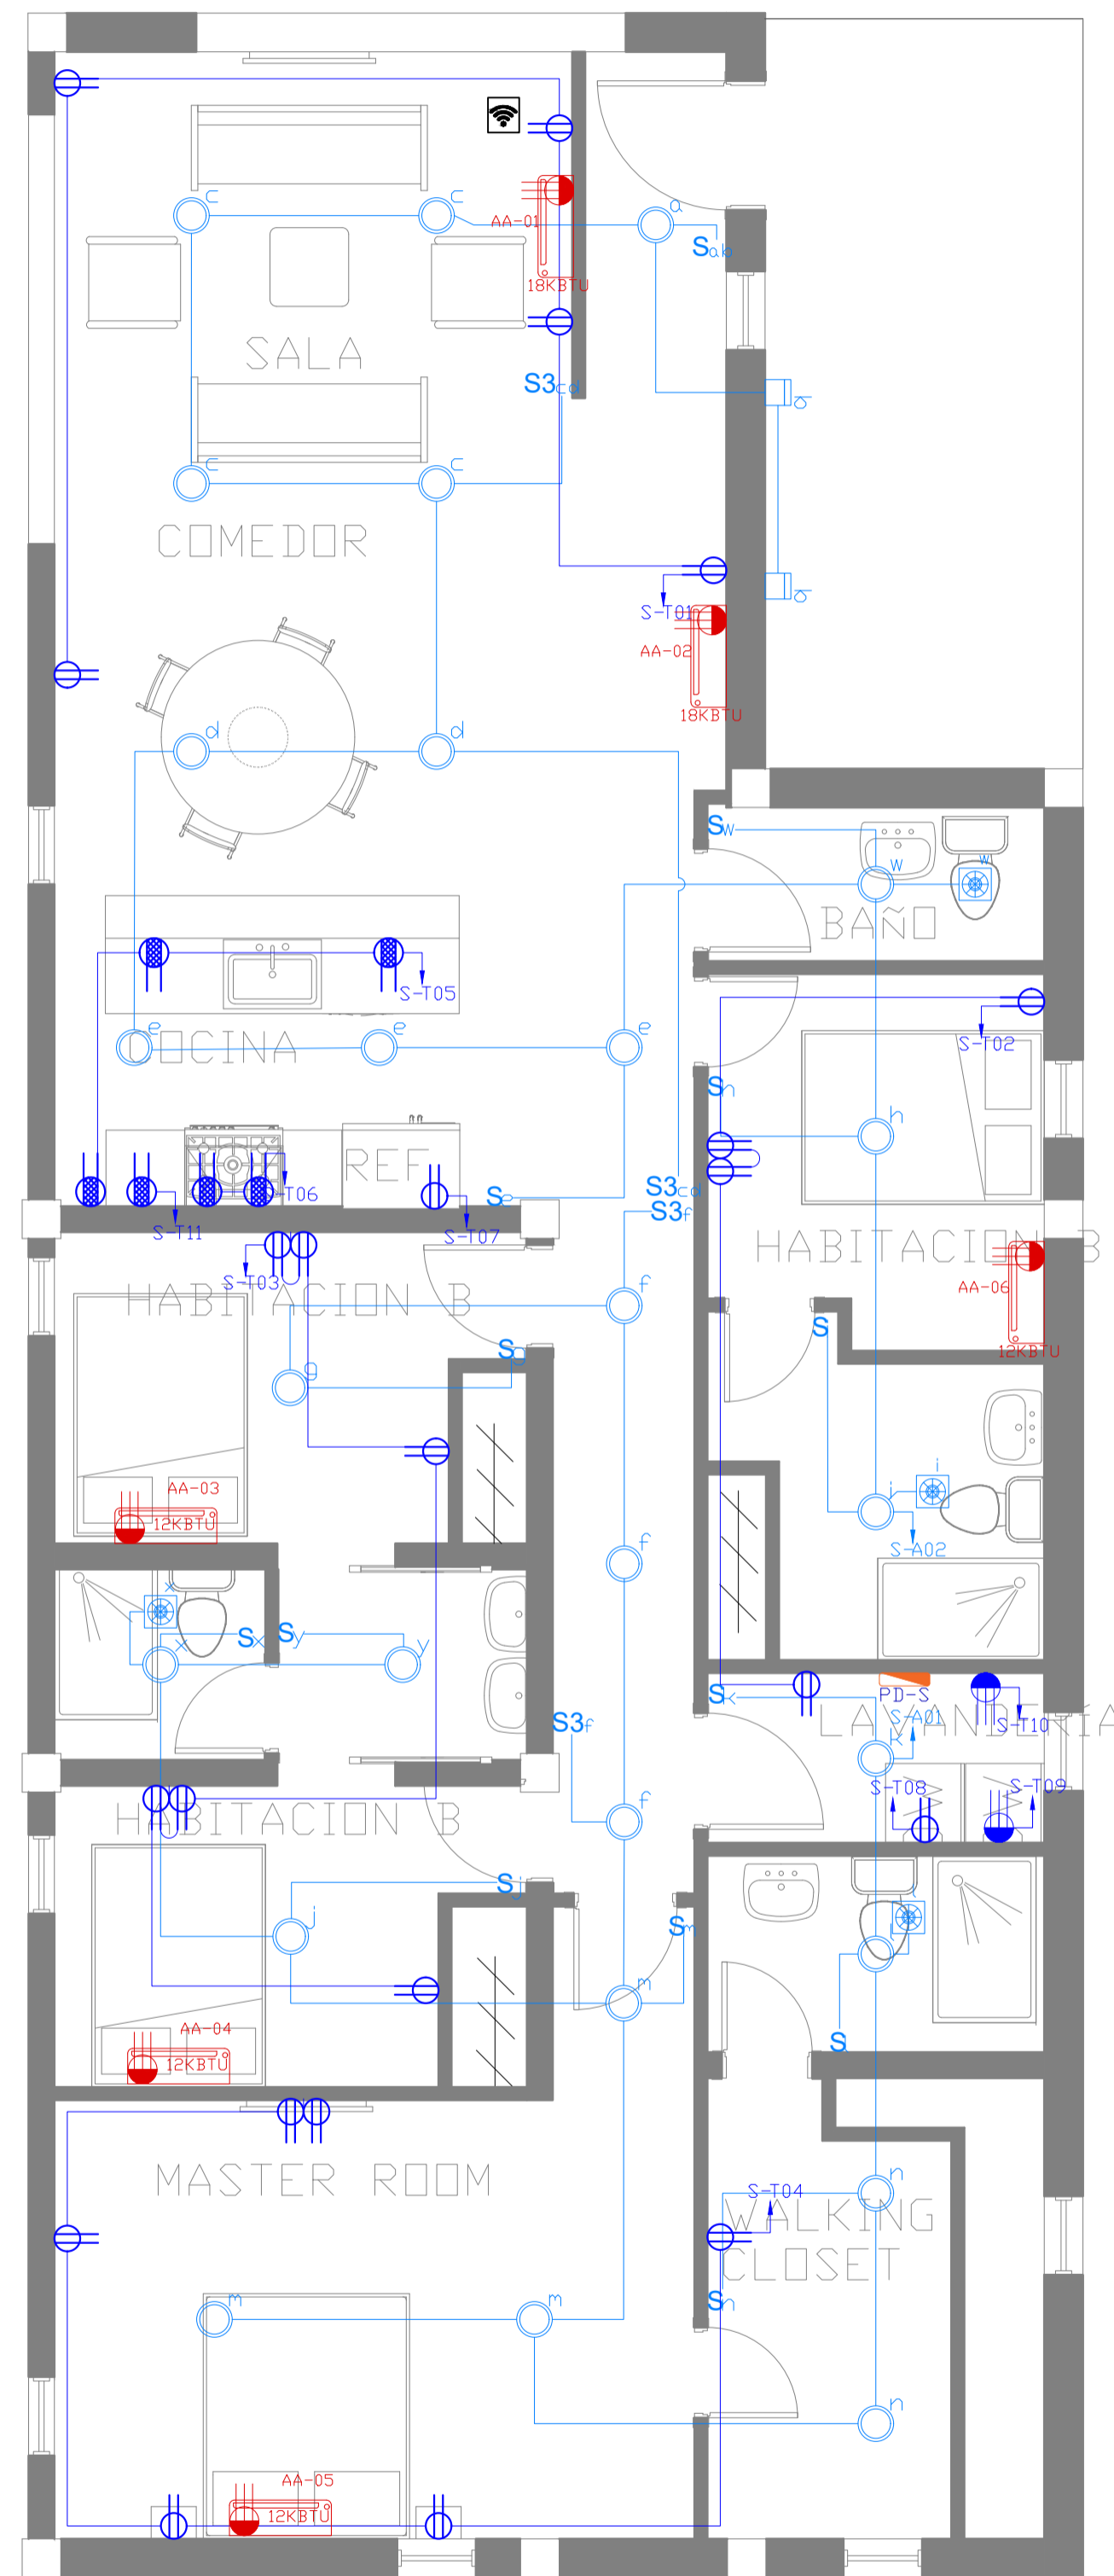 c
c
a
AA-01
Sab
18KBTU
SALA
S3cd
b
c
c
COMEDOR
b
S-T01
AA-02
18KBTU
d
d
Sw
w
w
BAÑO
S-T05
e
COCINA
e
e
S-T02
Sh
h
REF
S3cd
Se
S3f
S-T06
S-T11
S-T07
HABITACION B
S-T03
HABITACION B
AA-06
12KBTU
f
S
Sg
g
AA-03
12KBTU
i
i
S-A02
f
x
Sx
Sy
x
y
PD-S
Sk
S-A01
LAVANDERIA
S-T10
S3f
k
S-T08
S-T09
HABITACION B
f
Sj
j
Sm
l
l
m
AA-04
12KBTU
S
MASTER ROOM
S-T04
n
WALKING
CLOSET
Sn
m
m
n
AA-05
12KBTU